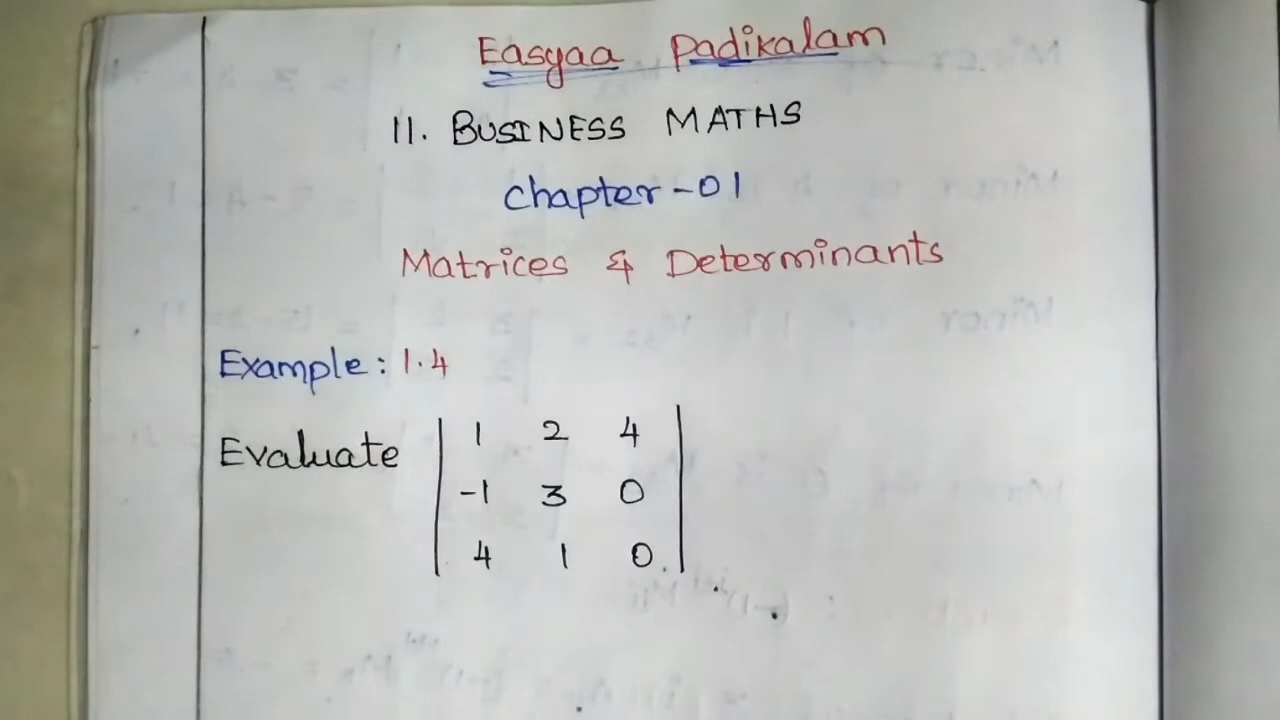 Easyaa Padikalam
11. BUSINESS MATHS
Chapter-01
Matrices & Determinants
Example: 1.4
Evaluate | 1 2 4 |
| -1 3 0 |
| 4 1 0. |